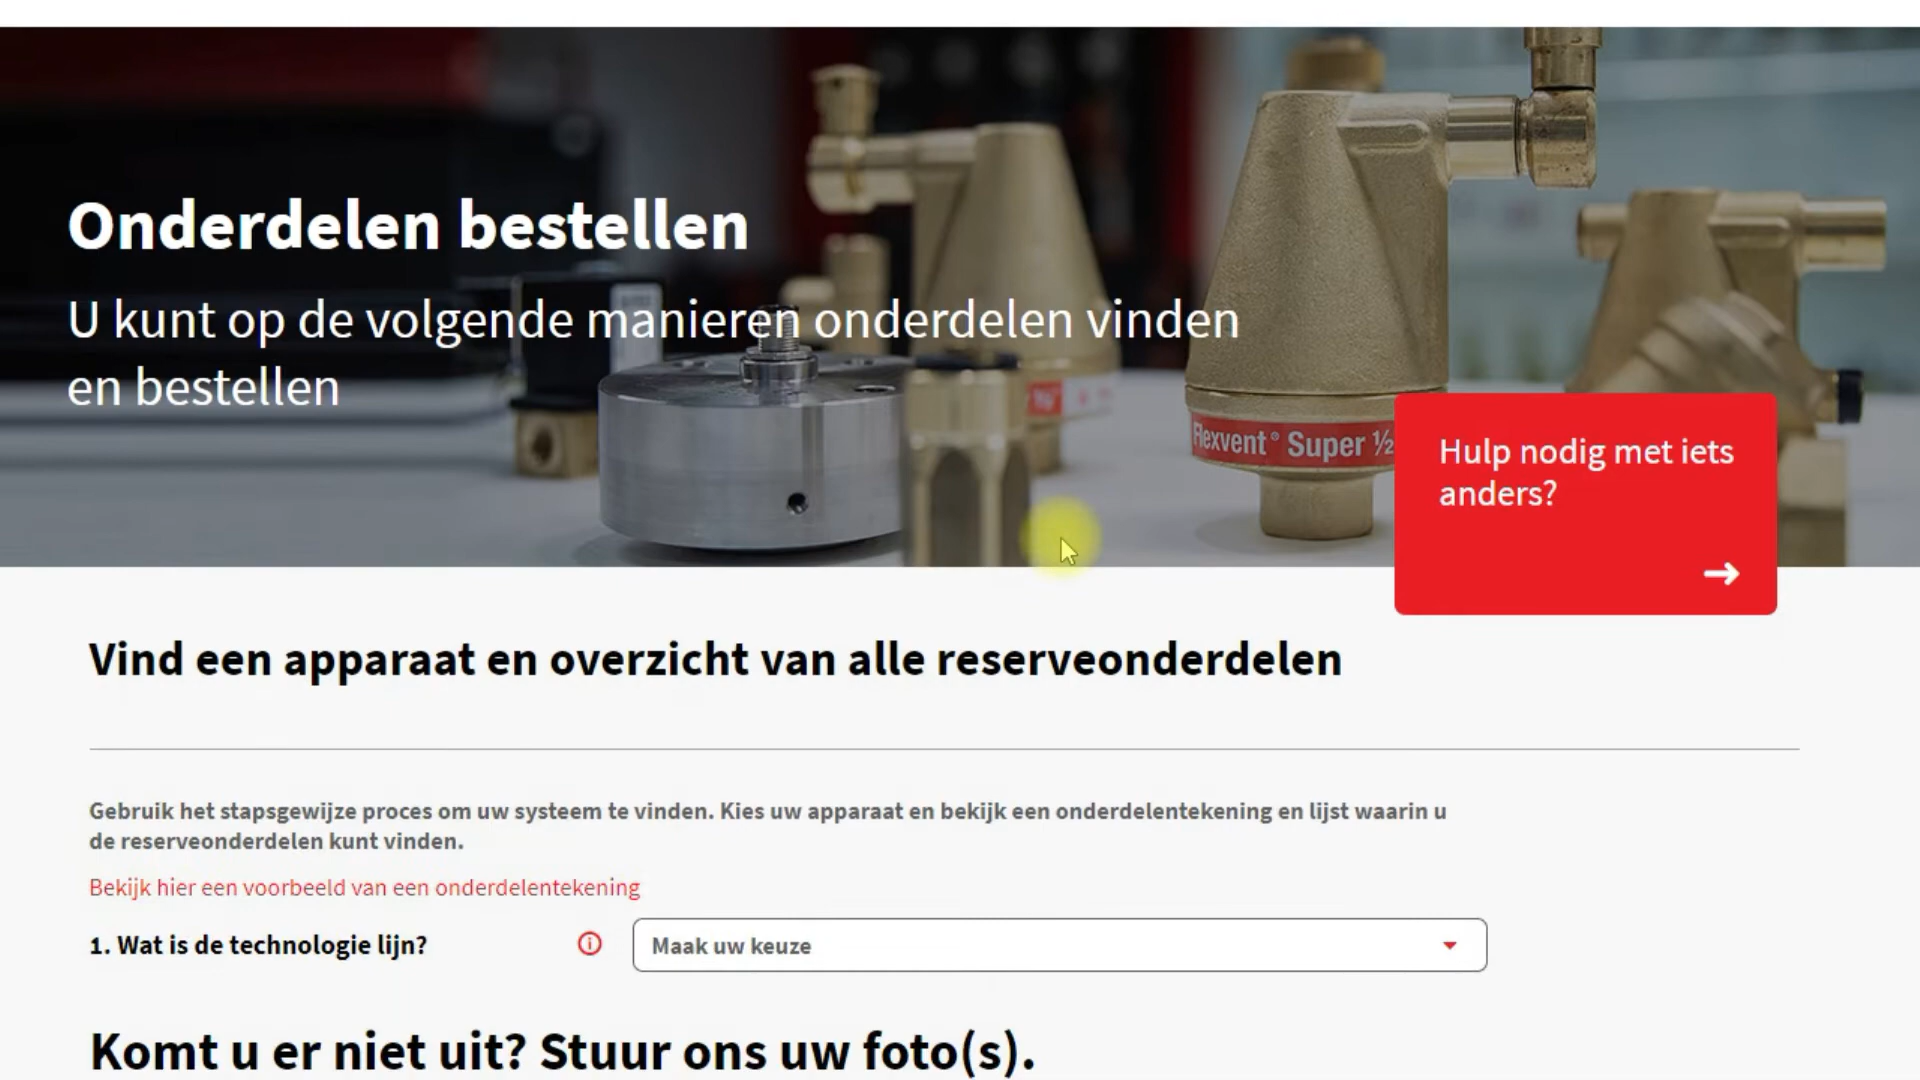 Onderdelen bestellen
U kunt op de volgende manieren onderdelen vinden
en bestellen
Flexvent® Super ½
Hulp nodig met iets
anders?
Vind een apparaat en overzicht van alle reserveonderdelen
Gebruik het stapsgewijze proces om uw systeem te vinden. Kies uw apparaat en bekijk een onderdelentekening en lijst waarin u
de reserveonderdelen kunt vinden.
Bekijk hier een voorbeeld van een onderdelentekening
1. Wat is de technologie lijn?
Maak uw keuze
Komt u er niet uit? Stuur ons uw foto(s).